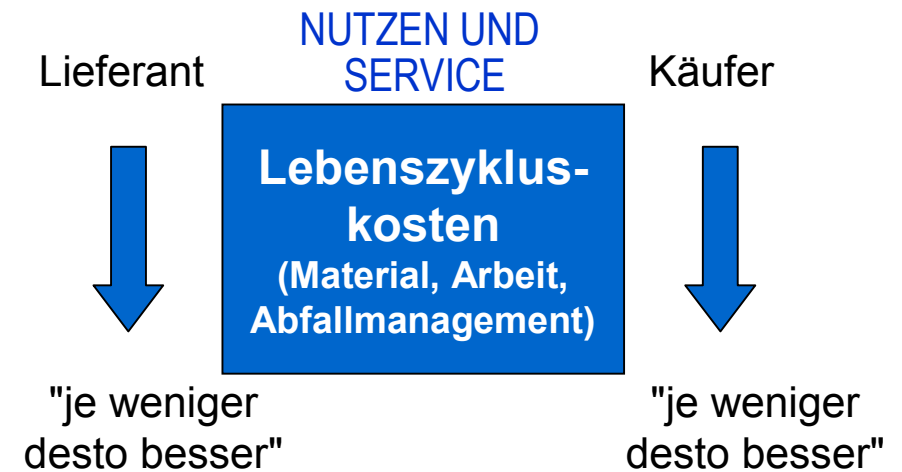 NUTZEN UND
SERVICE
Lieferant
Käufer
Lebenszyklus-
kosten
(Material, Arbeit,
Abfallmanagement)
"je weniger
desto besser"
"je weniger
desto besser"